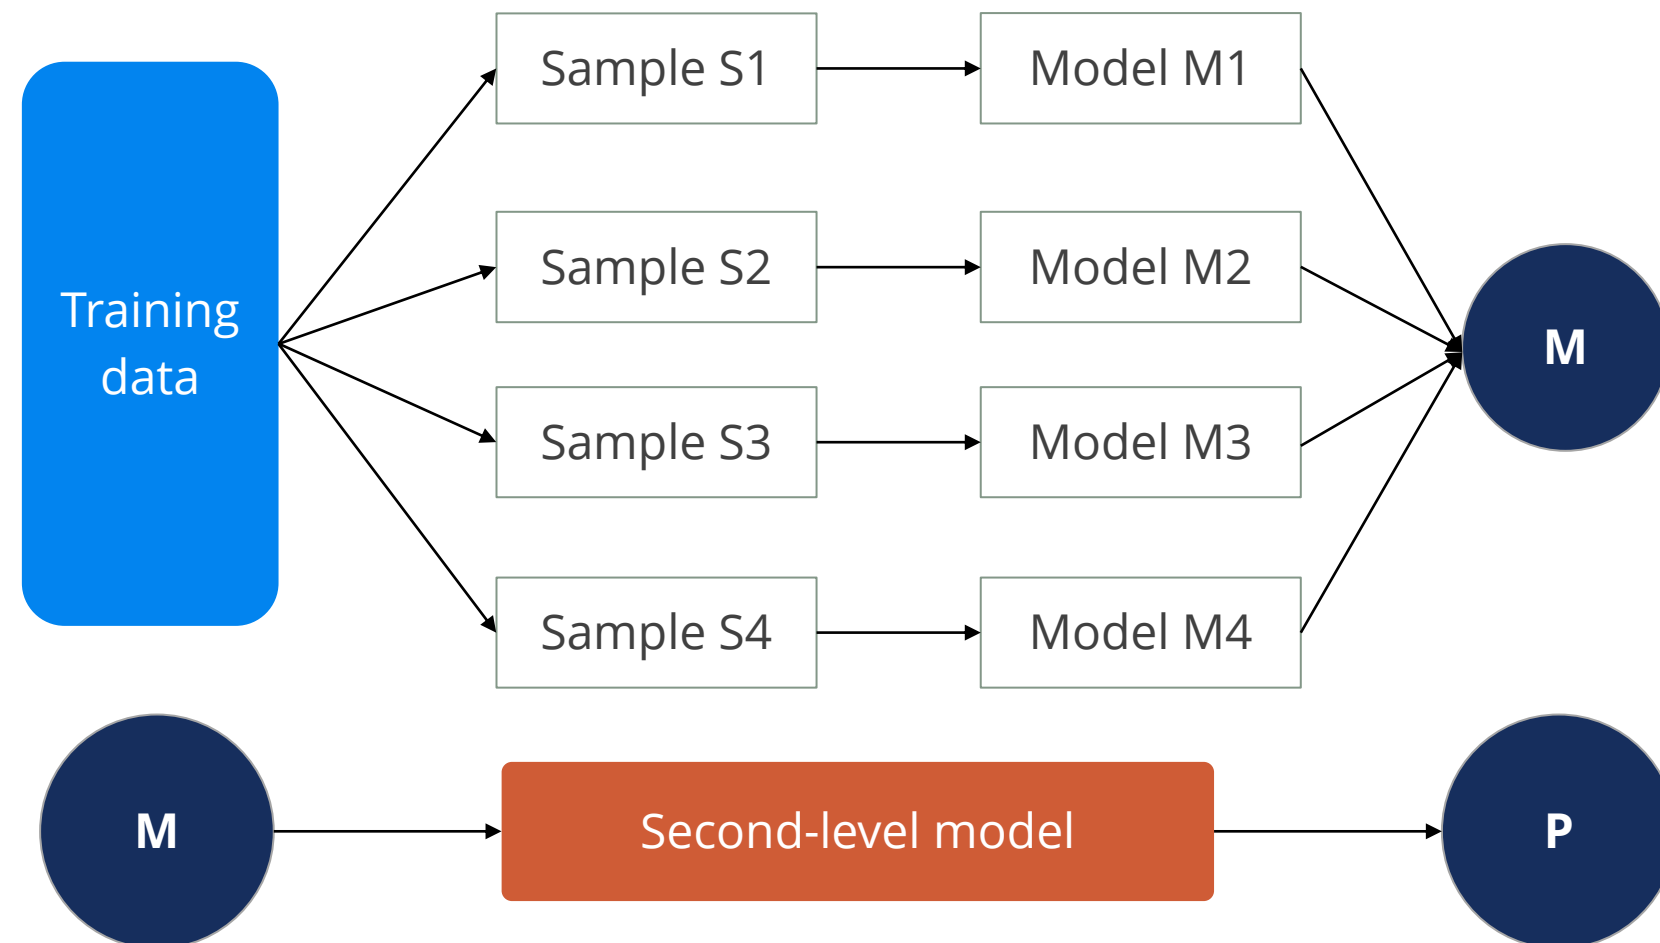 Sample S1
Model M1
Sample S2
Model M2
Training
data
M
Sample S3
Model M3
Sample S4
Model M4
M
Second-level model
P